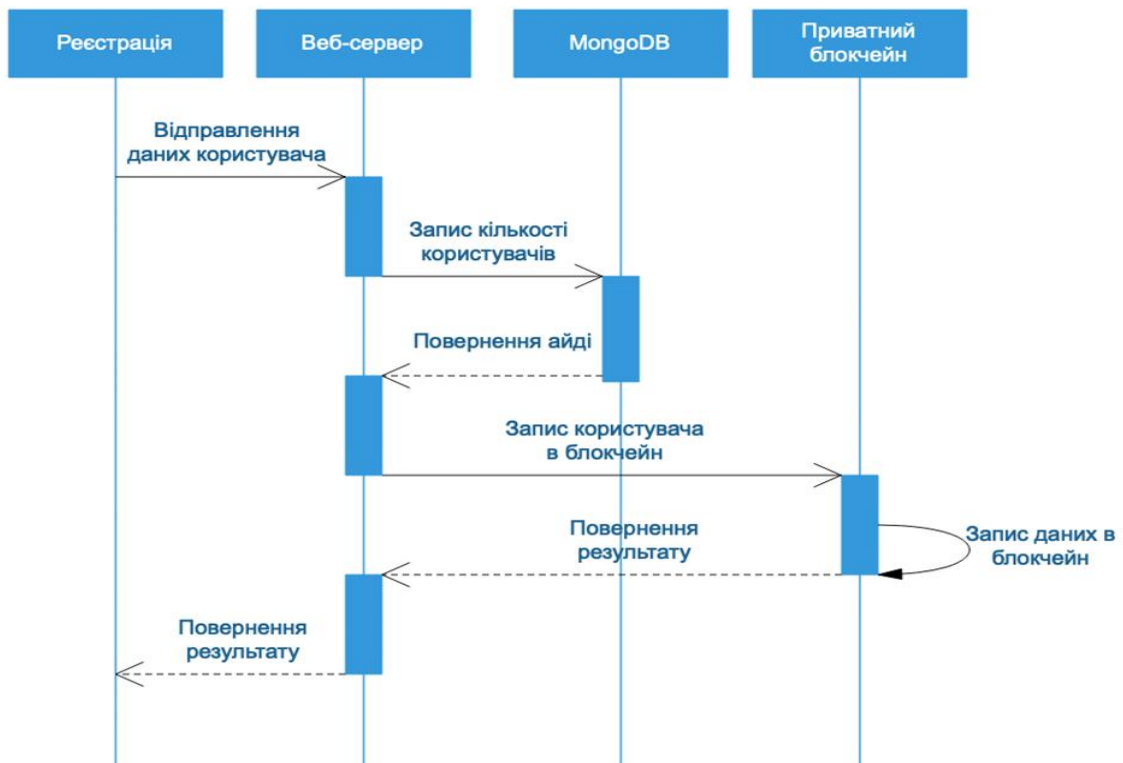 Реєстрація
Веб-сервер
MongoDB
Приватний
блокчейн
Відправлення
даних користувача
Запис кількості
користувачів
Повернення айді
Запис користувача
в блокчейн
Повернення
результату
Запис даних в
блокчейн
Повернення
результату